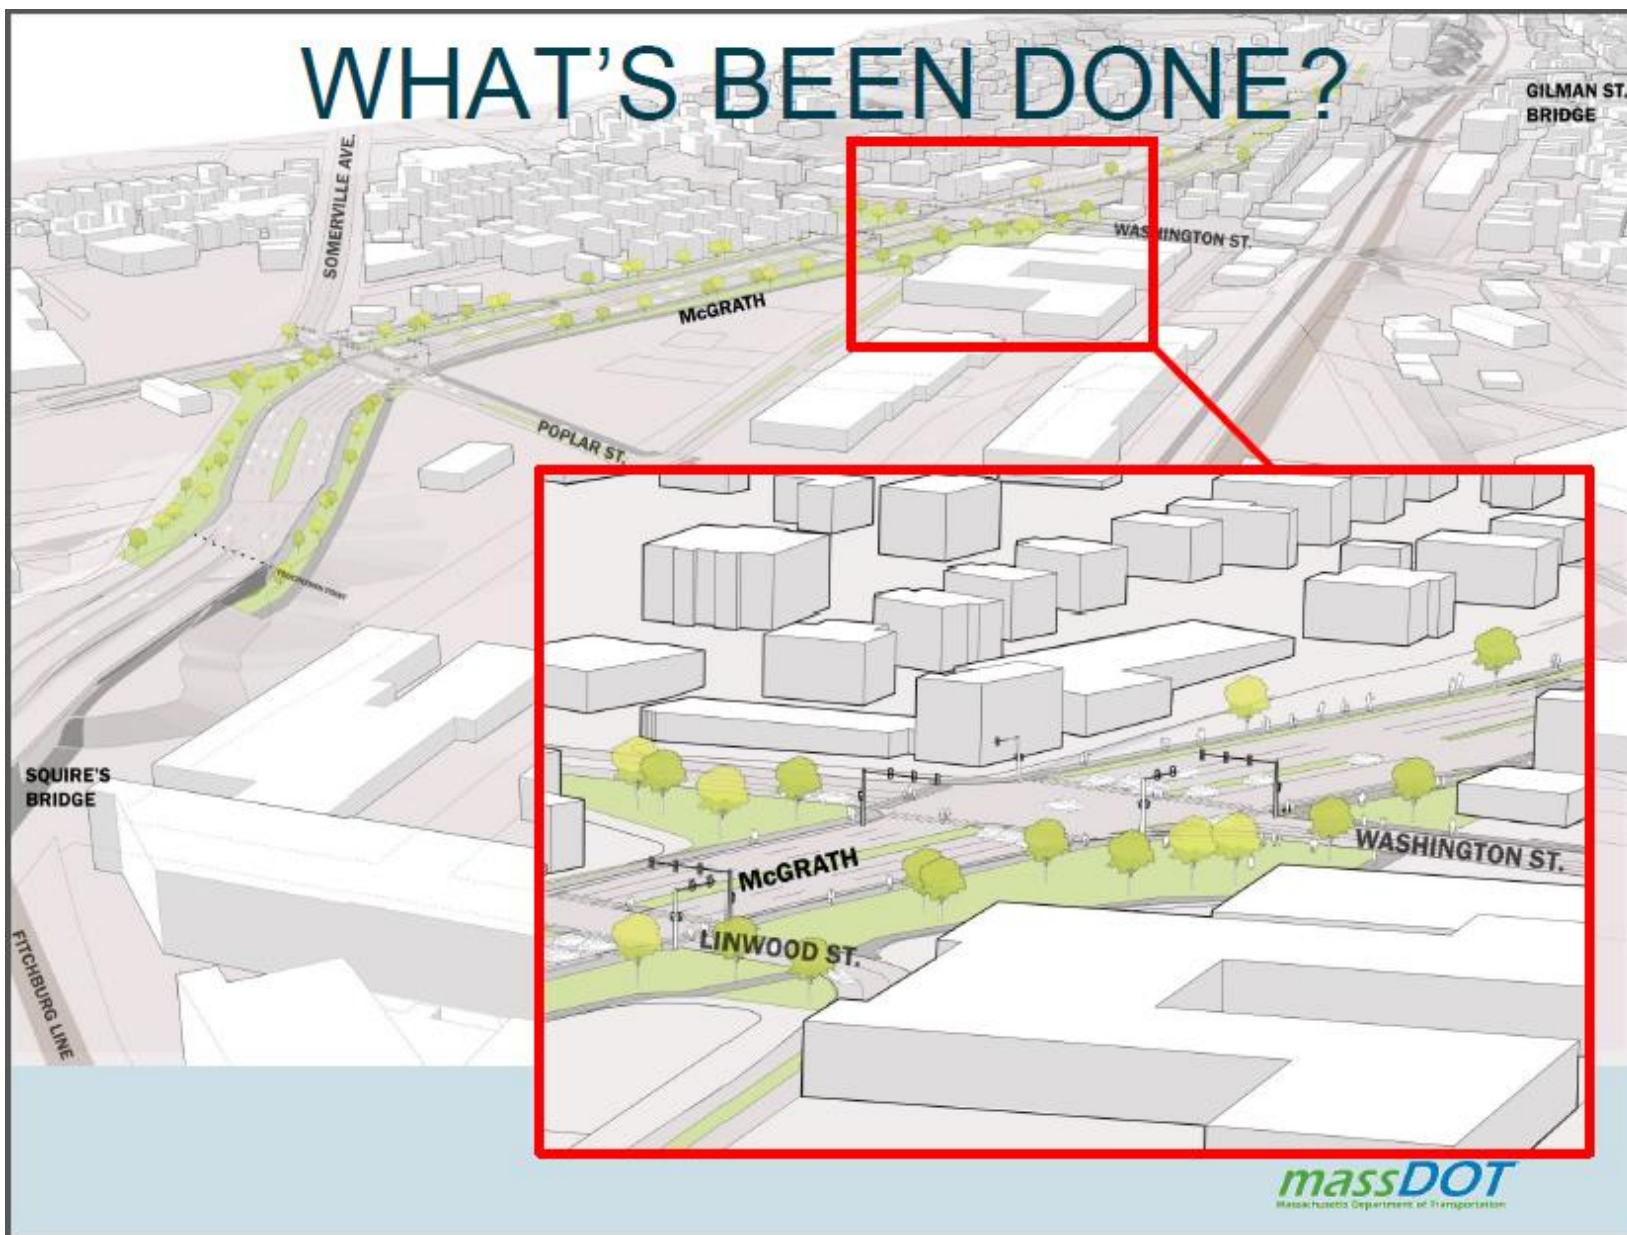 WHAT'S BEEN DONE?
GILMAN ST.
BRIDGE
SOMERVILLE AVE.
WASHINGTON ST.
McGRATH
POPLAR ST.
SQUIRE'S
BRIDGE
McGRATH
WASHINGTON ST.
LINWOOD ST.
FITCHBURG LINE
massDOT
Massachusetts Department of Transportation